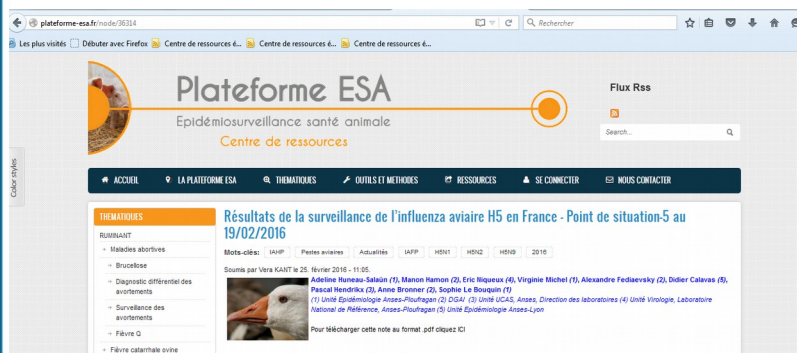 plateforme-esa.fr/node/36314
Rechercher
Les plus visités Débuter avec Firefox Centre de ressources é... Centre de ressources é... Centre de ressources é...
Plateforme ESA
Epidémiosurveillance santé animale
Centre de ressources
Flux Rss
Search...
Color styles
ACCUEIL LA PLATEFORME ESA THEMATIQUES OUTILS ET METHODES RESSOURCES SE CONNECTER NOUS CONTACTER
THEMATIQUES
RUMINANT
Maladies abortives
Brucellose
Diagnostic différentiel des
avortements
Surveillance des
avortements
Fièvre Q
Fièvre catarrhale ovine
Résultats de la surveillance de l'influenza aviaire H5 en France - Point de situation-5 au
19/02/2016
Mots-clés: IAHP Pestes aviaires Actualités IAFP H5N1 H5N2 H5N9 2016
Soumis par Vera KANT le 25. février 2016 - 11:05.
Adeline Huneau-Salaün (1), Manon Hamon (2), Eric Niqueux (4), Virginie Michel (1), Alexandre Fediaevsky (2), Didier Calavas (5),
Pascal Hendrikx (3), Anne Bronner (2), Sophie Le Bouquin (1)
(1) Unité Epidémiologie Anses-Ploufragan (2) DGAl (3) Unité UCAS, Anses, Direction des laboratoires (4) Unité Virologie, Laboratoire
National de Référence, Anses-Ploufragan (5) Unité Epidémiologie Anses-Lyon
Pour télécharger cette note au format .pdf cliquez ICI